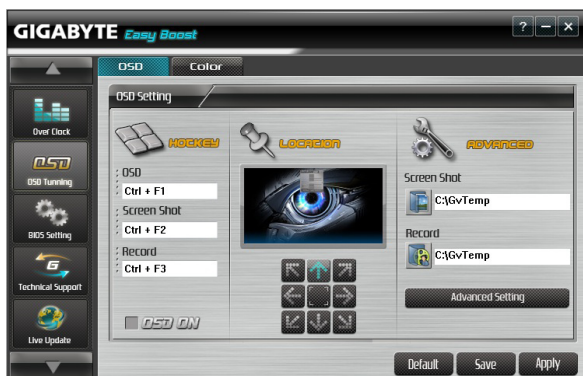 GIGABYTE Easy Boost
? – ×
OSD
Color
OSD Setting
Over Clock
OSD
OSD Tunning
BIOS Setting
G
Technical Support
Live Update
HOCKEY
OSD
Ctrl + F1
Screen Shot
Ctrl + F2
Record
Ctrl + F3
OSD ON
LOCATION
ADVANCED
Screen Shot
C:\GvTemp
Record
C:\GvTemp
Advanced Setting
Default
Save
Apply